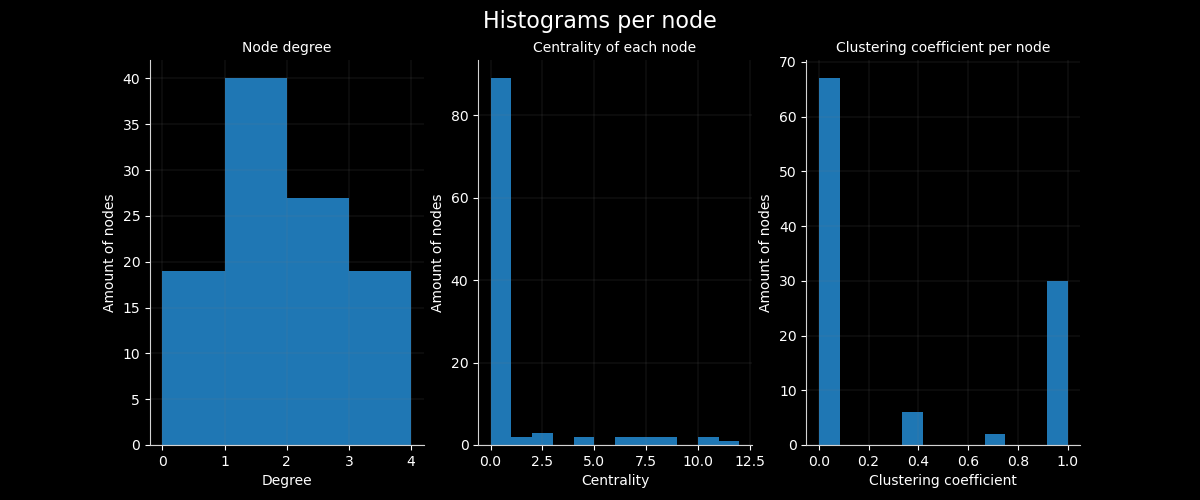 Histograms per node
Node degree
Amount of nodes
40
35
30
25
20
15
10
5
0
0 1 2 3 4
Degree
Centrality of each node
Amount of nodes
80
60
40
20
0
0.0 2.5 5.0 7.5 10.0 12.5
Centrality
Clustering coefficient per node
Amount of nodes
70
60
50
40
30
20
10
0
0.0 0.2 0.4 0.6 0.8 1.0
Clustering coefficient